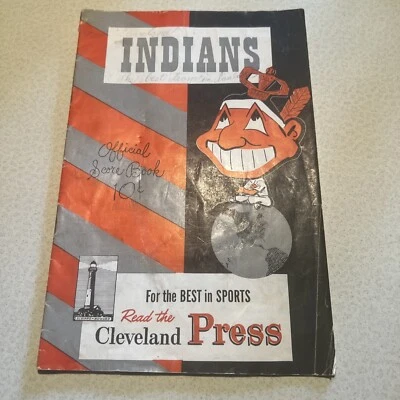 INDIANS
Official
Score Book
10¢
For the BEST in SPORTS
Read the
Cleveland Press